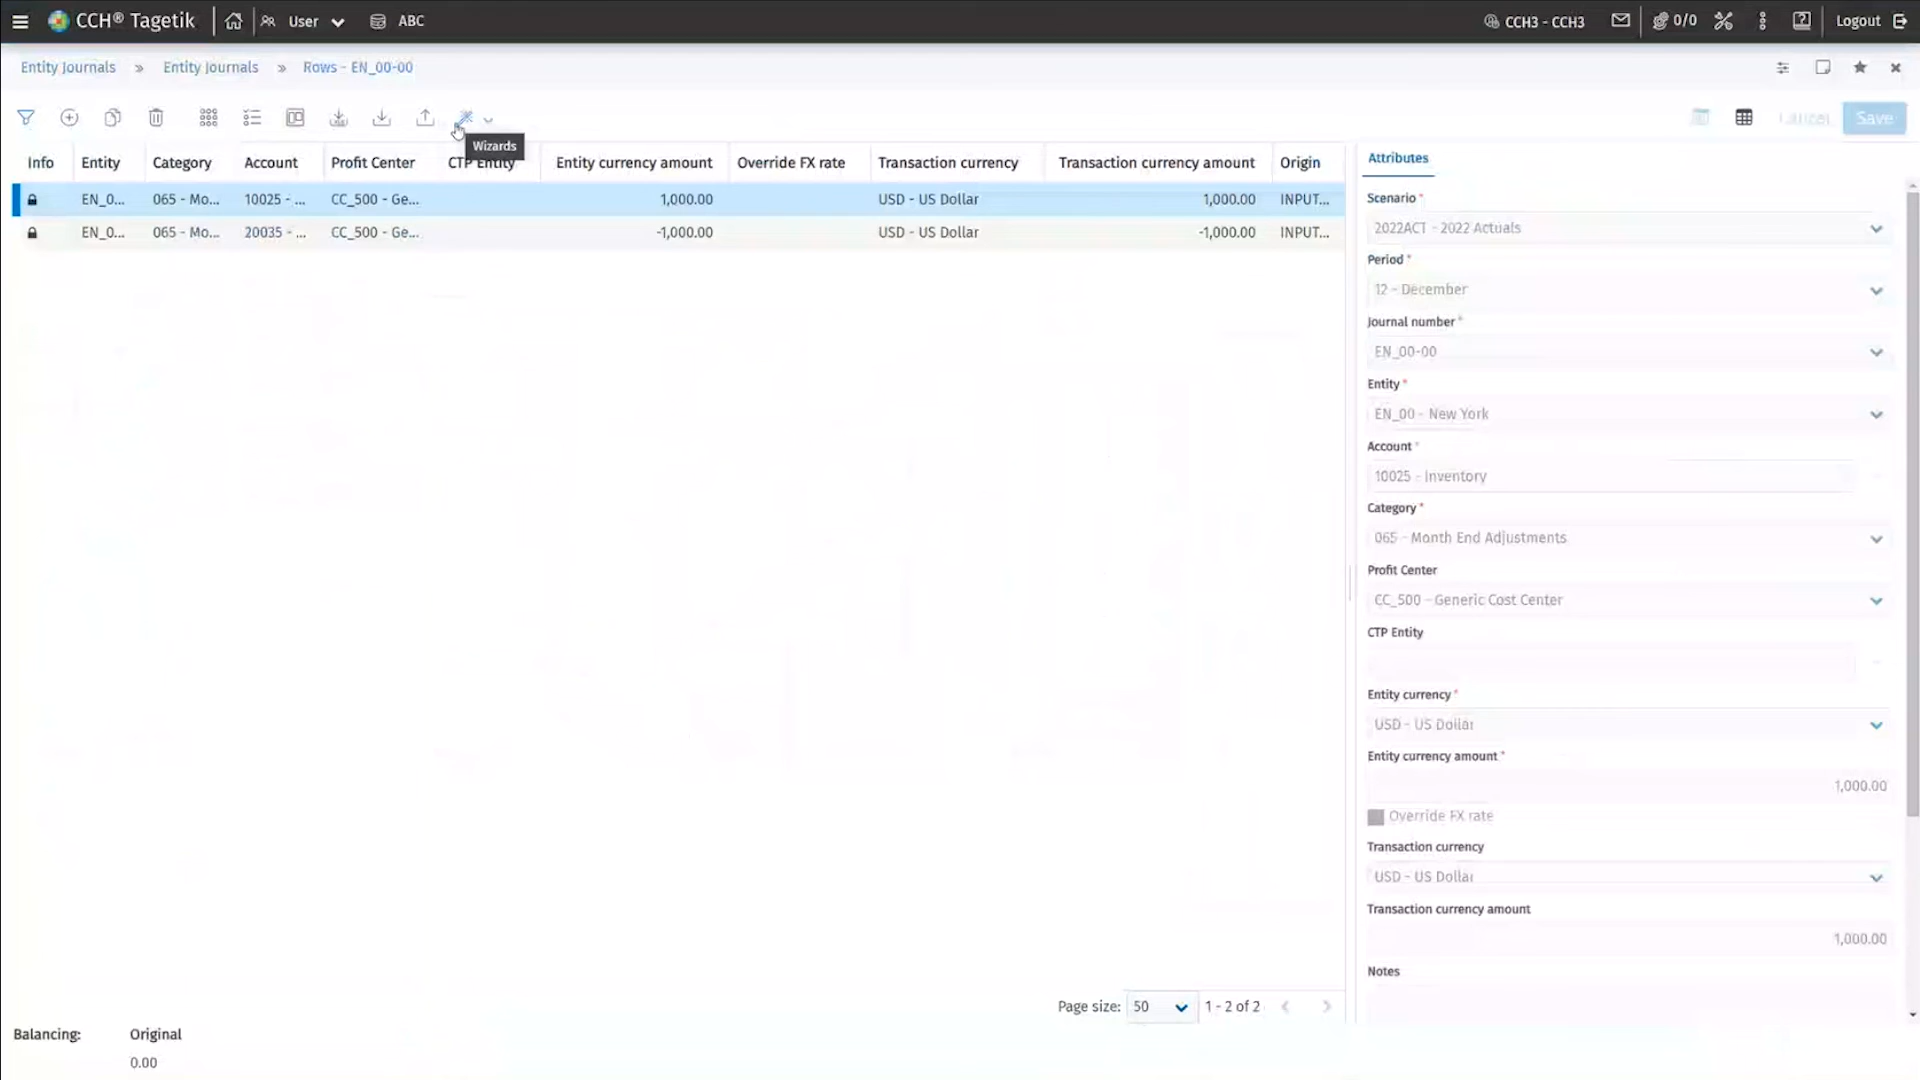 CCH® Tagetik User ABC CCH3 - CCH3 0/0 Logout
Entity Journals » Entity Journals » Rows - EN_00-00
Cancel Save
Wizards
Info Entity Category Account Profit Center CTP Entity Entity currency amount Override FX rate Transaction currency Transaction currency amount Origin
EN_0... 065 - Mo... 10025 - ... CC_500 - Ge... 1,000.00 USD - US Dollar 1,000.00 INPUT...
EN_0... 065 - Mo... 20035 - ... CC_500 - Ge... -1,000.00 USD - US Dollar -1,000.00 INPUT...
Attributes
Scenario *
2022ACT - 2022 Actuals
Period *
12 - December
Journal number *
EN_00-00
Entity *
EN_00 - New York
Account *
10025 - Inventory
Category *
065 - Month End Adjustments
Profit Center
CC_500 - Generic Cost Center
CTP Entity
Entity currency *
USD - US Dollar
Entity currency amount *
1,000.00
Override FX rate
Transaction currency
USD - US Dollar
Transaction currency amount
1,000.00
Notes
Page size: 50 1 - 2 of 2
Balancing: Original
0.00